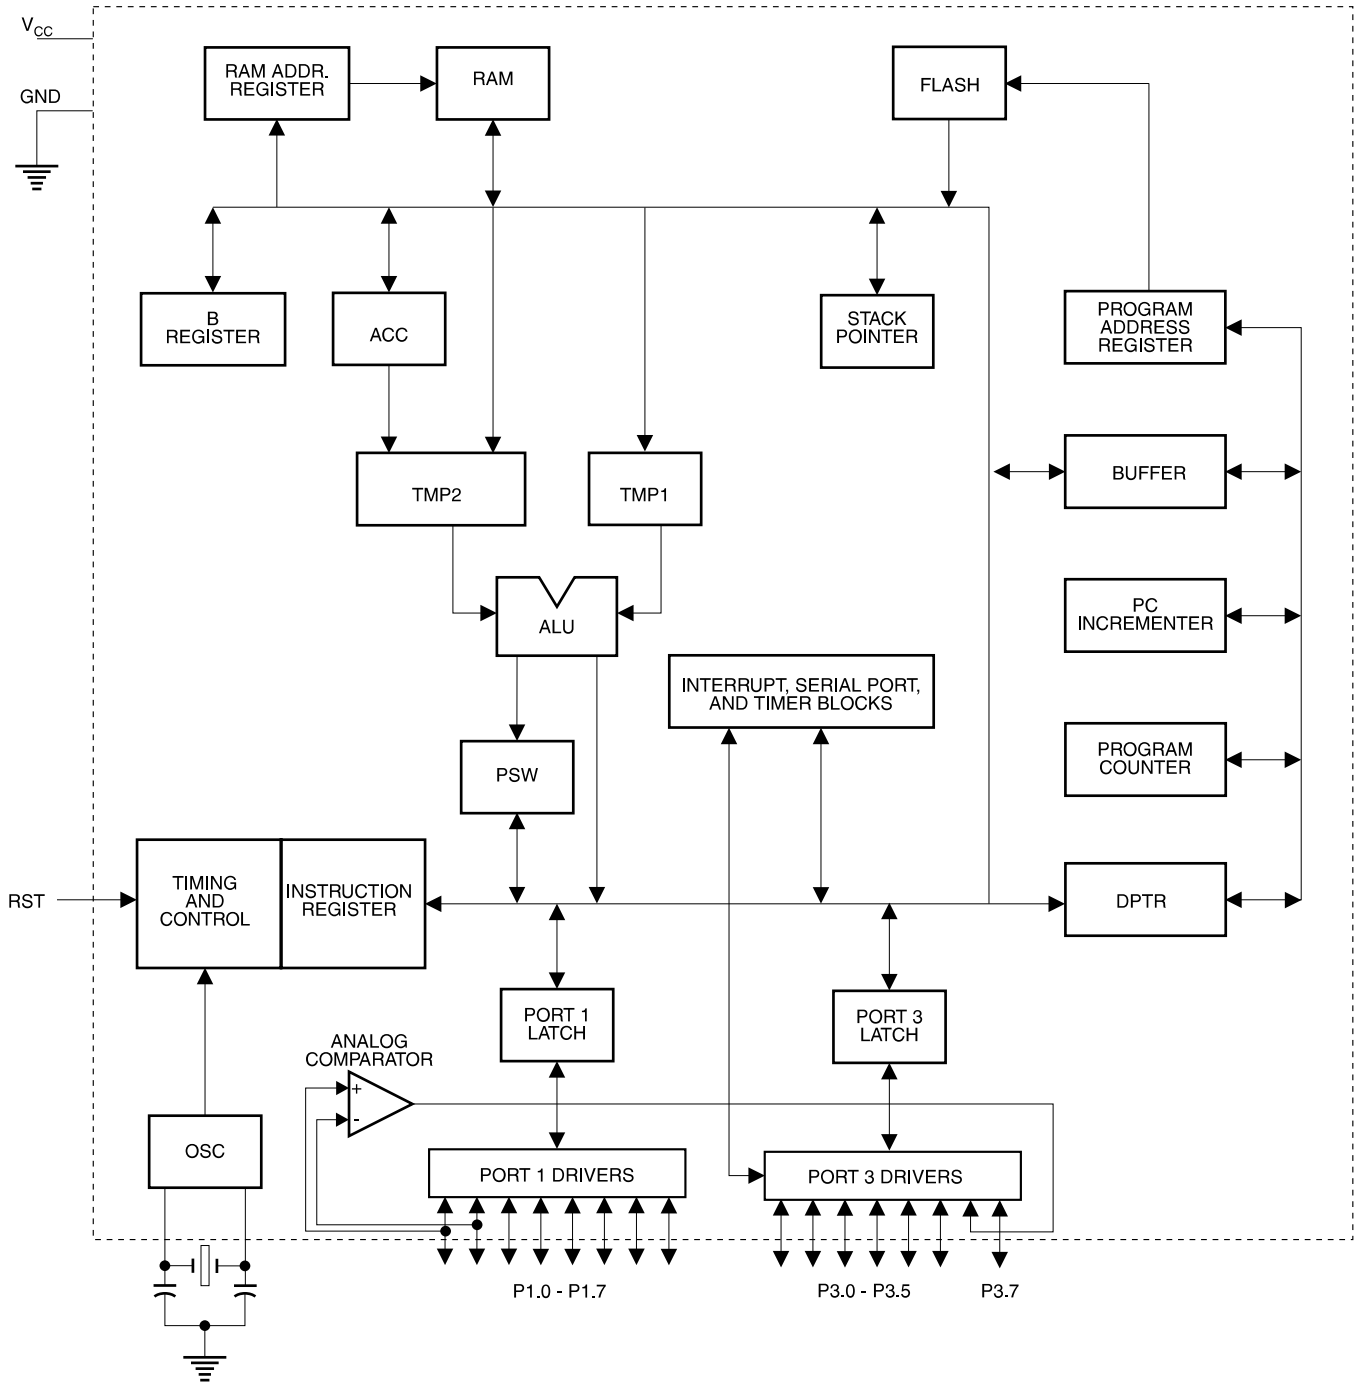 VCC
GND
RAM ADDR.
REGISTER
RAM
FLASH
B
REGISTER
ACC
STACK
POINTER
PROGRAM
ADDRESS
REGISTER
TMP2
TMP1
BUFFER
ALU
PC
INCREMENTER
INTERRUPT, SERIAL PORT,
AND TIMER BLOCKS
PSW
PROGRAM
COUNTER
RST
TIMING
AND
CONTROL
INSTRUCTION
REGISTER
DPTR
PORT 1
LATCH
PORT 3
LATCH
ANALOG
COMPARATOR
+
-
OSC
PORT 1 DRIVERS
PORT 3 DRIVERS
P1.0 - P1.7
P3.0 - P3.5
P3.7